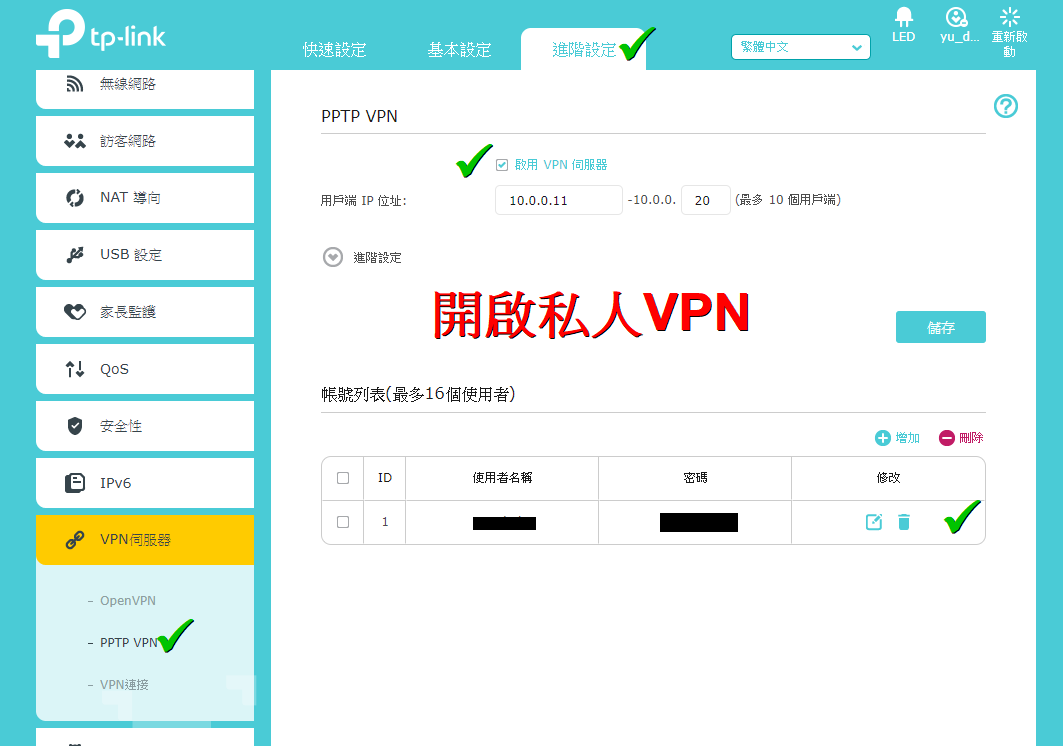 tp-link
快速設定
基本設定
進階設定
繁體中文
LED
yu_d...
重新啟動
無線網路
訪客網路
NAT 導向
USB 設定
家長監護
QoS
安全性
IPv6
VPN伺服器
- OpenVPN
- PPTP VPN
- VPN連接
PPTP VPN
啟用 VPN 伺服器
用戶端 IP 位址: 10.0.0.11 -10.0.0. 20 (最多 10 個用戶端)
進階設定
開啟私人VPN
儲存
帳號列表(最多16個使用者)
增加 刪除
ID 使用者名稱 密碼 修改
1